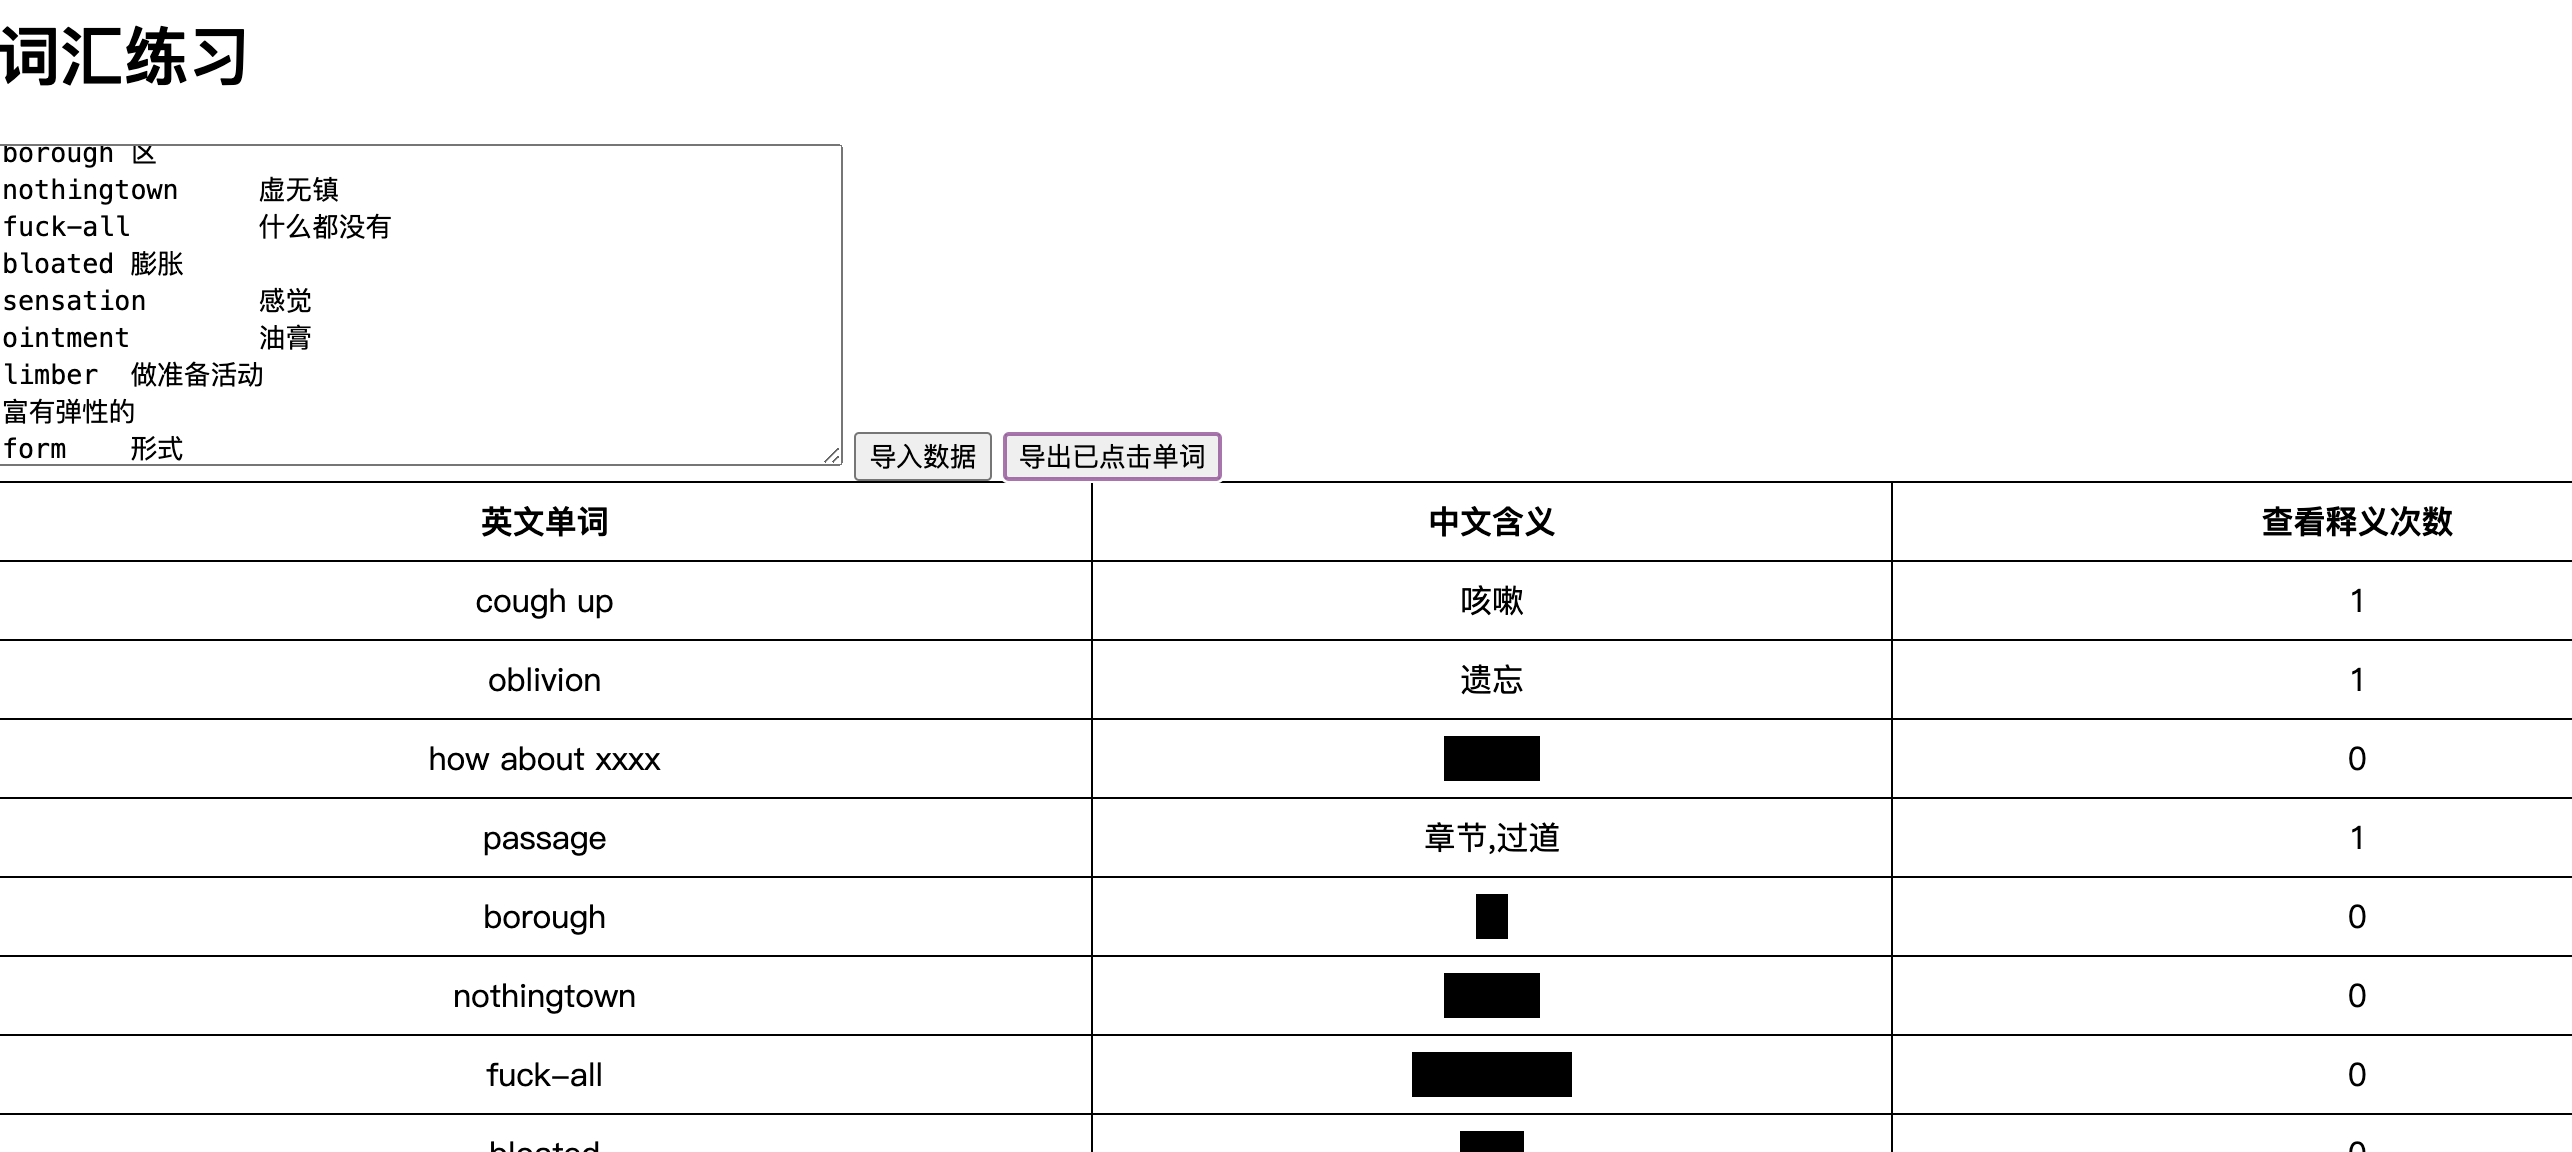 词汇练习
borough 区
nothingtown 虚无镇
fuck-all 什么都没有
bloated 膨胀
sensation 感觉
ointment 油膏
limber 做准备活动
富有弹性的
form 形式
导入数据 导出已点击单词
英文单词 中文含义 查看释义次数
cough up 咳嗽 1
oblivion 遗忘 1
how about xxxx 0
passage 章节,过道 1
borough 0
nothingtown 0
fuck-all 0
bloated 0